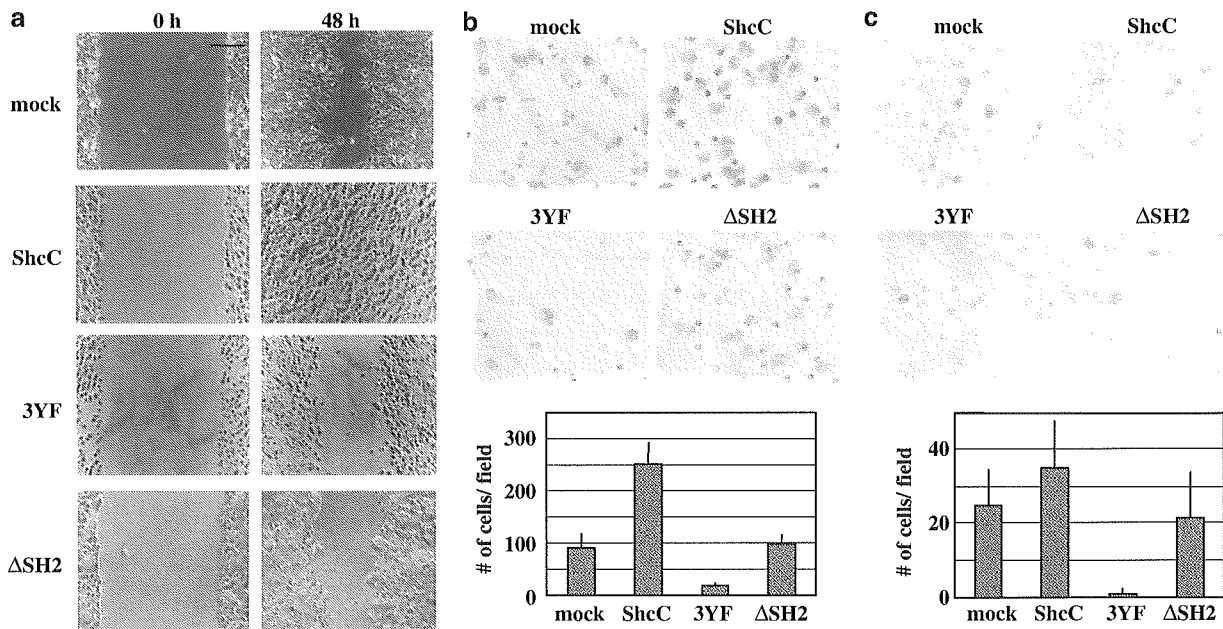 a
0 h
48 h
mock
ShcC
3YF
ΔSH2
b
mock
ShcC
3YF
ΔSH2
# of cells/ field
300
200
100
0
mock ShcC 3YF ΔSH2
c
mock
ShcC
3YF
ΔSH2
# of cells/ field
40
20
0
mock ShcC 3YF ΔSH2